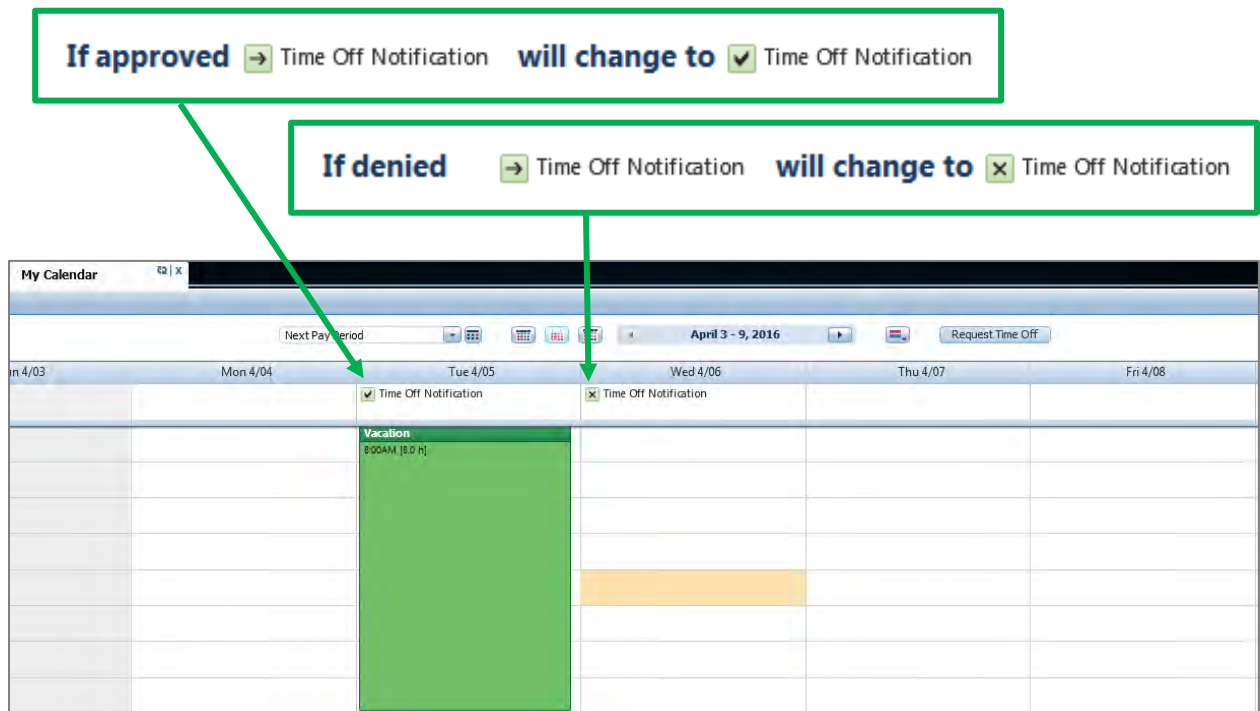 If approved Time Off Notification will change to Time Off Notification
If denied Time Off Notification will change to Time Off Notification
My Calendar x
Next Pay Period April 3 - 9, 2016 Request Time Off
n 4/03 Mon 4/04 Tue 4/05 Wed 4/06 Thu 4/07 Fri 4/08
Time Off Notification Time Off Notification
Vacation
8:00AM [8.0 h]